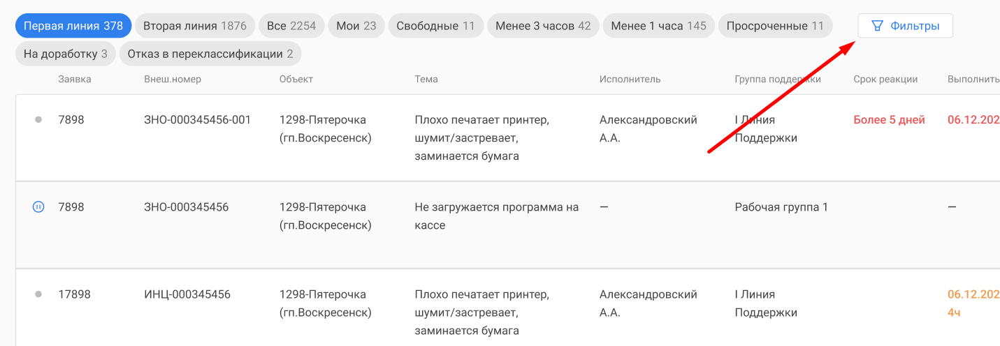 Первая линия 378 Вторая линия 1876 Все 2254 Мои 23 Свободные 11 Менее 3 часов 42 Менее 1 часа 145 Просроченные 11 Фильтры
На доработку 3 Отказ в переклассификации 2
Заявка Внеш.номер Объект Тема Исполнитель Группа поддержки Срок реакции Выполнить
7898 ЗНО-000345456-001 1298-Пятерочка Плохо печатает принтер, Александровский I Линия Более 5 дней 06.12.202
(гп.Воскресенск) шумит/застревает, А.А. Поддержки
заминается бумага
7898 ЗНО-000345456 1298-Пятерочка Не загружается программа на — Рабочая группа 1 —
(гп.Воскресенск) кассе
17898 ИНЦ-000345456 1298-Пятерочка Плохо печатает принтер, Александровский I Линия 06.12.202
(гп.Воскресенск) шумит/застревает, А.А. Поддержки 4ч
заминается бумага